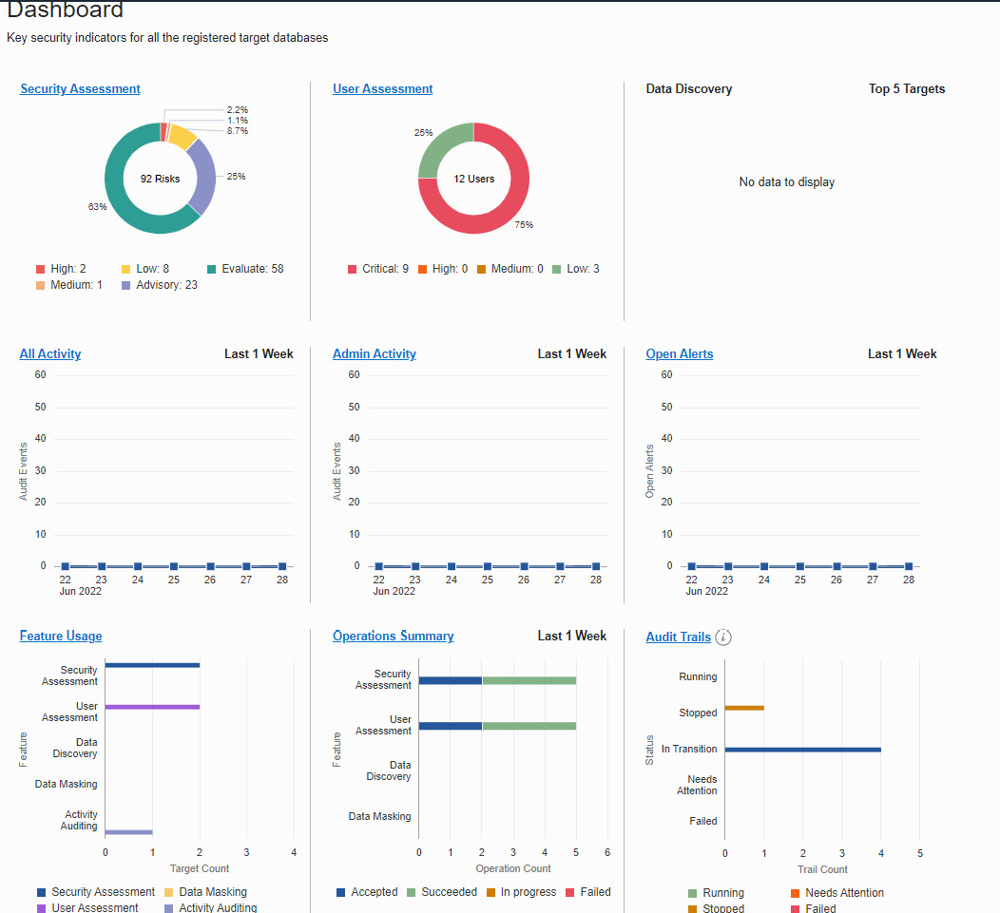 Dashboard
Key security indicators for all the registered target databases
Security Assessment
2.2%
1.1%
8.7%
25%
63%
92 Risks
High: 2
Low: 8
Evaluate: 58
Medium: 1
Advisory: 23
User Assessment
25%
12 Users
75%
Critical: 9
High: 0
Medium: 0
Low: 3
Data Discovery
Top 5 Targets
No data to display
All Activity
Last 1 Week
Audit Events
60
50
40
30
20
10
0
22
23
24
25
26
27
28
Jun 2022
Admin Activity
Last 1 Week
Audit Events
60
50
40
30
20
10
0
22
23
24
25
26
27
28
Jun 2022
Open Alerts
Last 1 Week
Open Alerts
60
50
40
30
20
10
0
22
23
24
25
26
27
28
Jun 2022
Feature Usage
Feature
Security
Assessment
User
Assessment
Data
Discovery
Data Masking
Activity
Auditing
0
1
2
3
4
Target Count
Security Assessment
Data Masking
User Assessment
Activity Auditing
Operations Summary
Last 1 Week
Feature
Security
Assessment
User
Assessment
Data
Discovery
Data Masking
0
1
2
3
4
5
6
Operation Count
Accepted
Succeeded
In progress
Failed
Audit Trails
i
Status
Running
Stopped
In Transition
Needs
Attention
Failed
0
1
2
3
4
5
Trail Count
Running
Needs Attention
Stopped
Failed